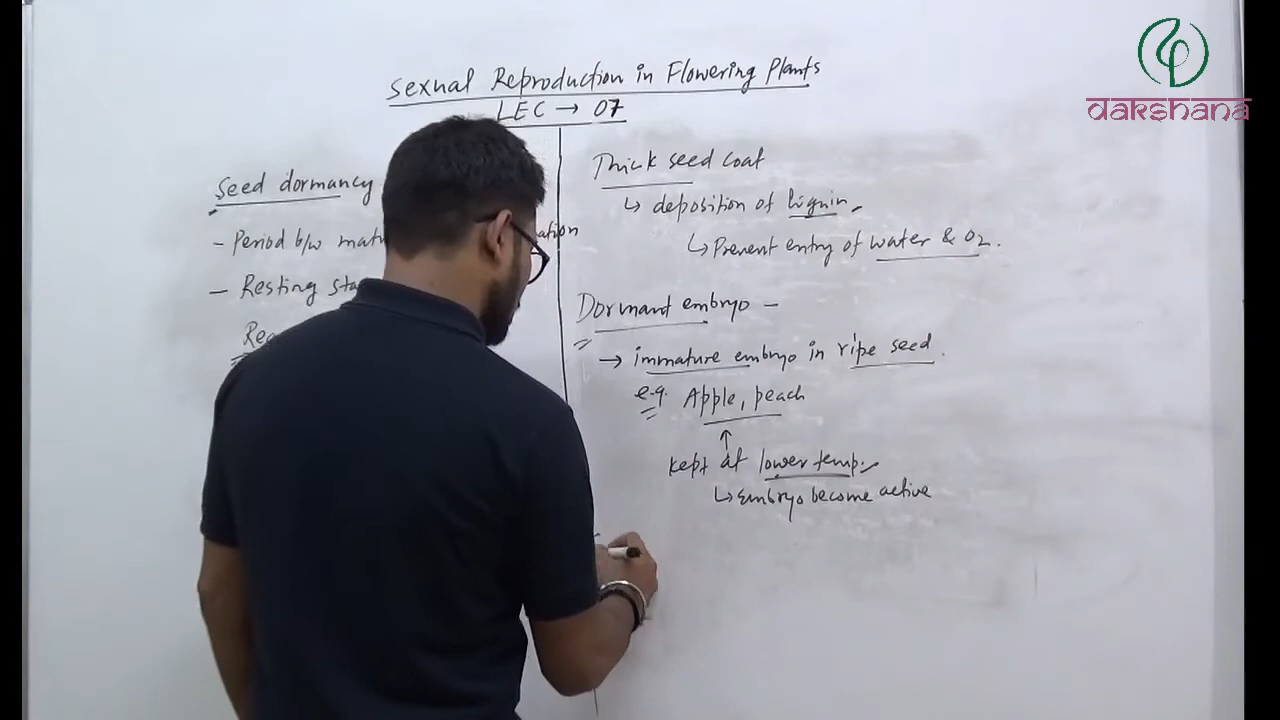 Sexual Reproduction in Flowering Plants
LEC → 07
Seed dormancy
- Period b/w
- Resting
Thick seed coat
↳ deposition of lignin
↳ Prevent entry of water & O2.
Dormant embryo -
→ immature embryo in ripe seed.
e.g. Apple, peach
↑
kept at lower temp.
↳ Embryo become active
dakshana